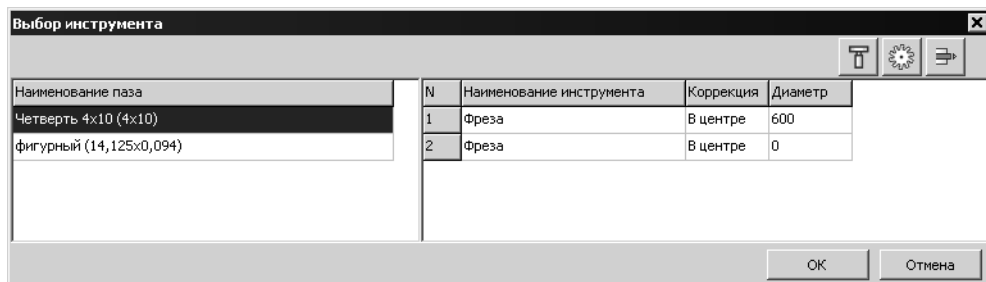 Выбор инструмента
Наименование паза
N Наименование инструмента Коррекция Диаметр
Четверть 4x10 (4x10)
1 Фреза В центре 600
фигурный (14,125x0,094)
2 Фреза В центре 0
ОК Отмена